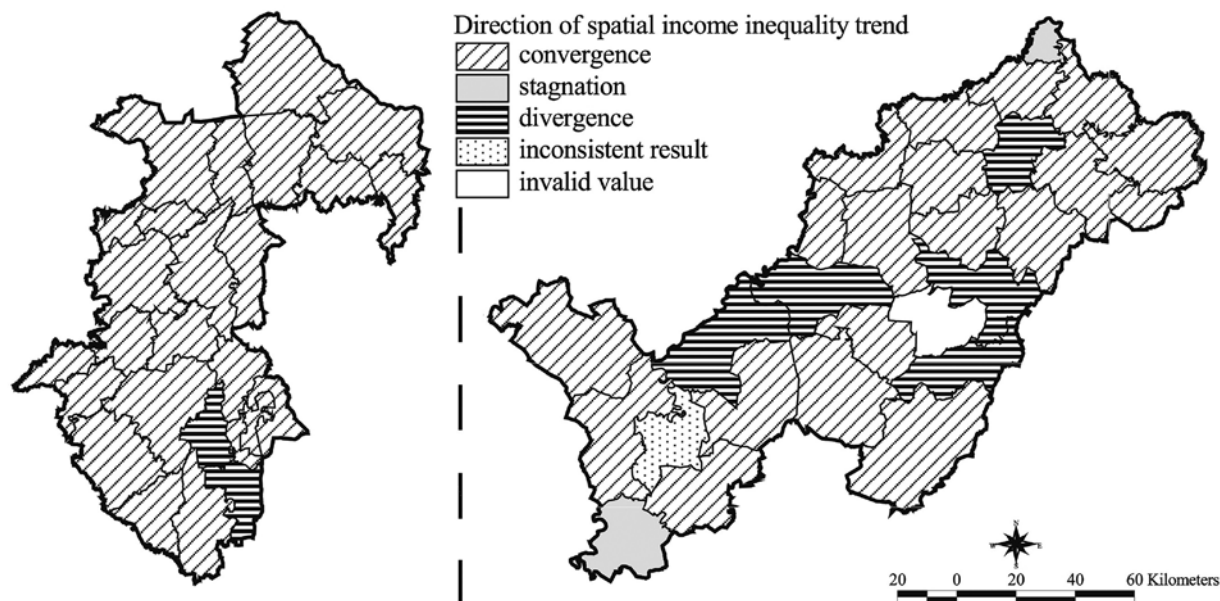 Direction of spatial income inequality trend
convergence
stagnation
divergence
inconsistent result
invalid value
N
W E
S
20 0 20 40 60 Kilometers